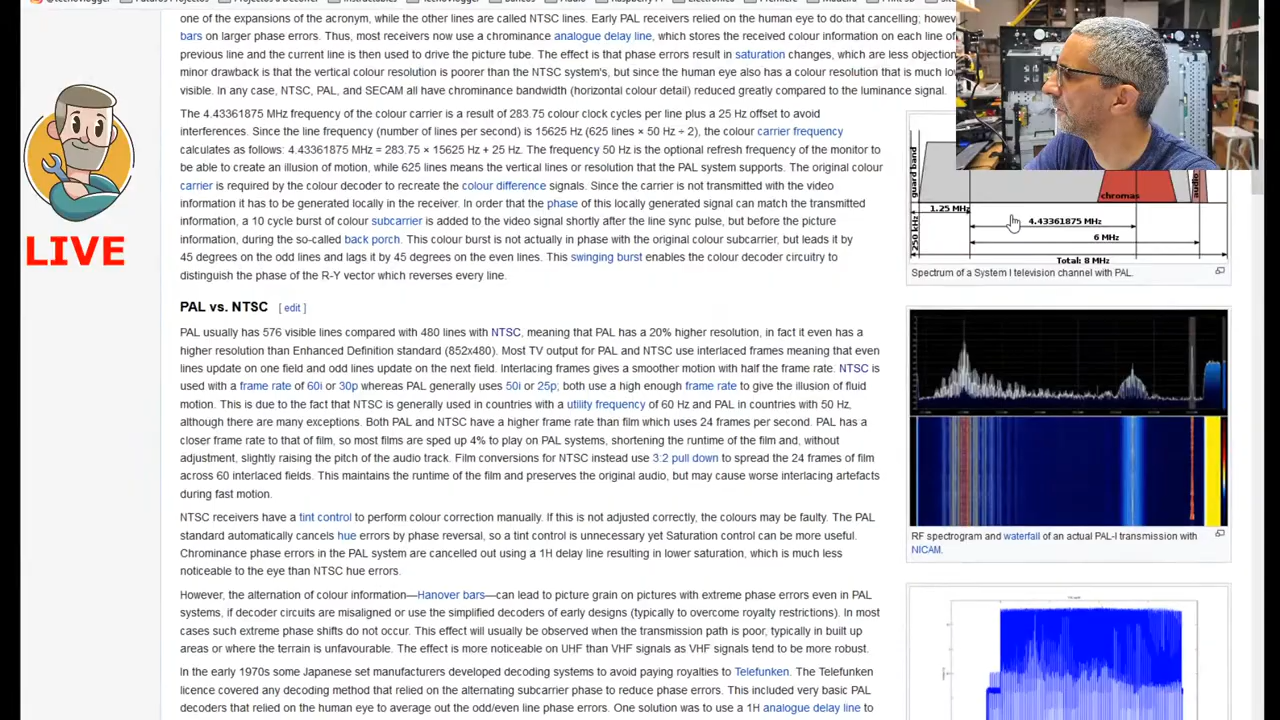 one of the expansions of the acronym, while the other lines are called NTSC lines. Early PAL receivers relied on the human eye to do that cancelling; howev
bars on larger phase errors. Thus, most receivers now use a chrominance analogue delay line, which stores the received colour information on each line of
previous line and the current line is then used to drive the picture tube. The effect is that phase errors result in saturation changes, which are less objection
minor drawback is that the vertical colour resolution is poorer than the NTSC system's, but since the human eye also has a colour resolution that is much lo
visible. In any case, NTSC, PAL, and SECAM all have chrominance bandwidth (horizontal colour detail) reduced greatly compared to the luminance signal.
The 4.43361875 MHz frequency of the colour carrier is a result of 283.75 colour clock cycles per line plus a 25 Hz offset to avoid
interferences. Since the line frequency (number of lines per second) is 15625 Hz (625 lines × 50 Hz ÷ 2), the colour carrier frequency
calculates as follows: 4.43361875 MHz = 283.75 × 15625 Hz + 25 Hz. The frequency 50 Hz is the optional refresh frequency of the monitor to
be able to create an illusion of motion, while 625 lines means the vertical lines or resolution that the PAL system supports. The original colour
carrier is required by the colour decoder to recreate the colour difference signals. Since the carrier is not transmitted with the video
information it has to be generated locally in the receiver. In order that the phase of this locally generated signal can match the transmitted
information, a 10 cycle burst of colour subcarrier is added to the video signal shortly after the line sync pulse, but before the picture
information, during the so-called back porch. This colour burst is not actually in phase with the original colour subcarrier, but leads it by
45 degrees on the odd lines and lags it by 45 degrees on the even lines. This swinging burst enables the colour decoder circuitry to
distinguish the phase of the R-Y vector which reverses every line.
guard band
chromas
audio
1.25 MHz
4.43361875 MHz
250 kHz
6 MHz
Total: 8 MHz
Spectrum of a System I television channel with PAL.
LIVE
PAL vs. NTSC [ edit ]
PAL usually has 576 visible lines compared with 480 lines with NTSC, meaning that PAL has a 20% higher resolution, in fact it even has a
higher resolution than Enhanced Definition standard (852x480). Most TV output for PAL and NTSC use interlaced frames meaning that even
lines update on one field and odd lines update on the next field. Interlacing frames gives a smoother motion with half the frame rate. NTSC is
used with a frame rate of 60i or 30p whereas PAL generally uses 50i or 25p; both use a high enough frame rate to give the illusion of fluid
motion. This is due to the fact that NTSC is generally used in countries with a utility frequency of 60 Hz and PAL in countries with 50 Hz,
although there are many exceptions. Both PAL and NTSC have a higher frame rate than film which uses 24 frames per second. PAL has a
closer frame rate to that of film, so most films are sped up 4% to play on PAL systems, shortening the runtime of the film and, without
adjustment, slightly raising the pitch of the audio track. Film conversions for NTSC instead use 3:2 pull down to spread the 24 frames of film
across 60 interlaced fields. This maintains the runtime of the film and preserves the original audio, but may cause worse interlacing artefacts
during fast motion.
NTSC receivers have a tint control to perform colour correction manually. If this is not adjusted correctly, the colours may be faulty. The PAL
standard automatically cancels hue errors by phase reversal, so a tint control is unnecessary yet Saturation control can be more useful.
Chrominance phase errors in the PAL system are cancelled out using a 1H delay line resulting in lower saturation, which is much less
noticeable to the eye than NTSC hue errors.
RF spectrogram and waterfall of an actual PAL-I transmission with
NICAM.
However, the alternation of colour information—Hanover bars—can lead to picture grain on pictures with extreme phase errors even in PAL
systems, if decoder circuits are misaligned or use the simplified decoders of early designs (typically to overcome royalty restrictions). In most
cases such extreme phase shifts do not occur. This effect will usually be observed when the transmission path is poor, typically in built up
areas or where the terrain is unfavourable. The effect is more noticeable on UHF than VHF signals as VHF signals tend to be more robust.
In the early 1970s some Japanese set manufacturers developed decoding systems to avoid paying royalties to Telefunken. The Telefunken
licence covered any decoding method that relied on the alternating subcarrier phase to reduce phase errors. This included very basic PAL
decoders that relied on the human eye to average out the odd/even line phase errors. One solution was to use a 1H analogue delay line to